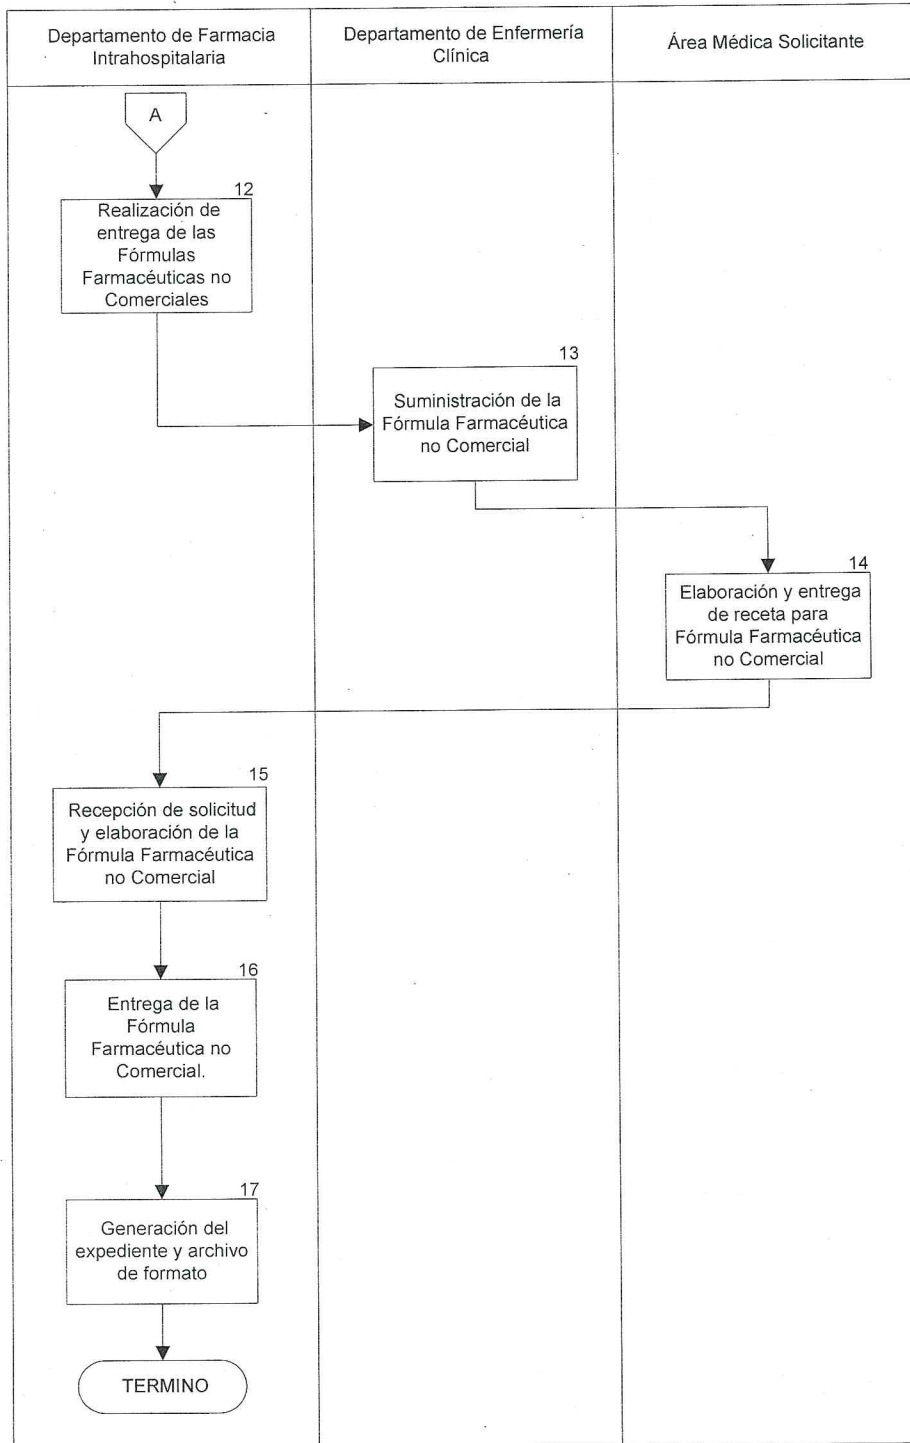 Departamento de Farmacia
Intrahospitalaria
Departamento de Enfermería
Clínica
Área Médica Solicitante
A
12
Realización de
entrega de las
Fórmulas
Farmacéuticas no
Comerciales
13
Suministración de la
Fórmula Farmacéutica
no Comercial
14
Elaboración y entrega
de receta para
Fórmula Farmacéutica
no Comercial
15
Recepción de solicitud
y elaboración de la
Fórmula Farmacéutica
no Comercial
16
Entrega de la
Fórmula
Farmacéutica no
Comercial.
17
Generación del
expediente y archivo
de formato
TERMINO